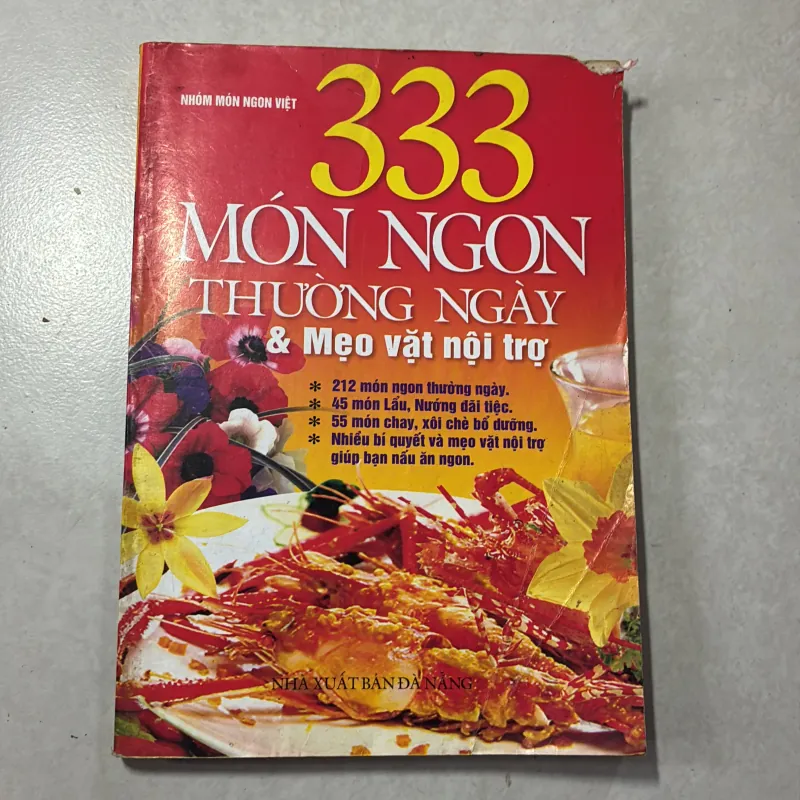 NHÓM MÓN NGON VIỆT
333
MÓN NGON
THƯỜNG NGÀY
& Mẹo vặt nội trợ
* 212 món ngon thường ngày.
* 45 món Lẩu, Nướng đãi tiệc.
* 55 món chay, xôi chè bổ dưỡng.
* Nhiều bí quyết và mẹo vặt nội trợ
giúp bạn nấu ăn ngon.
NHÀ XUẤT BẢN ĐÀ NẴNG